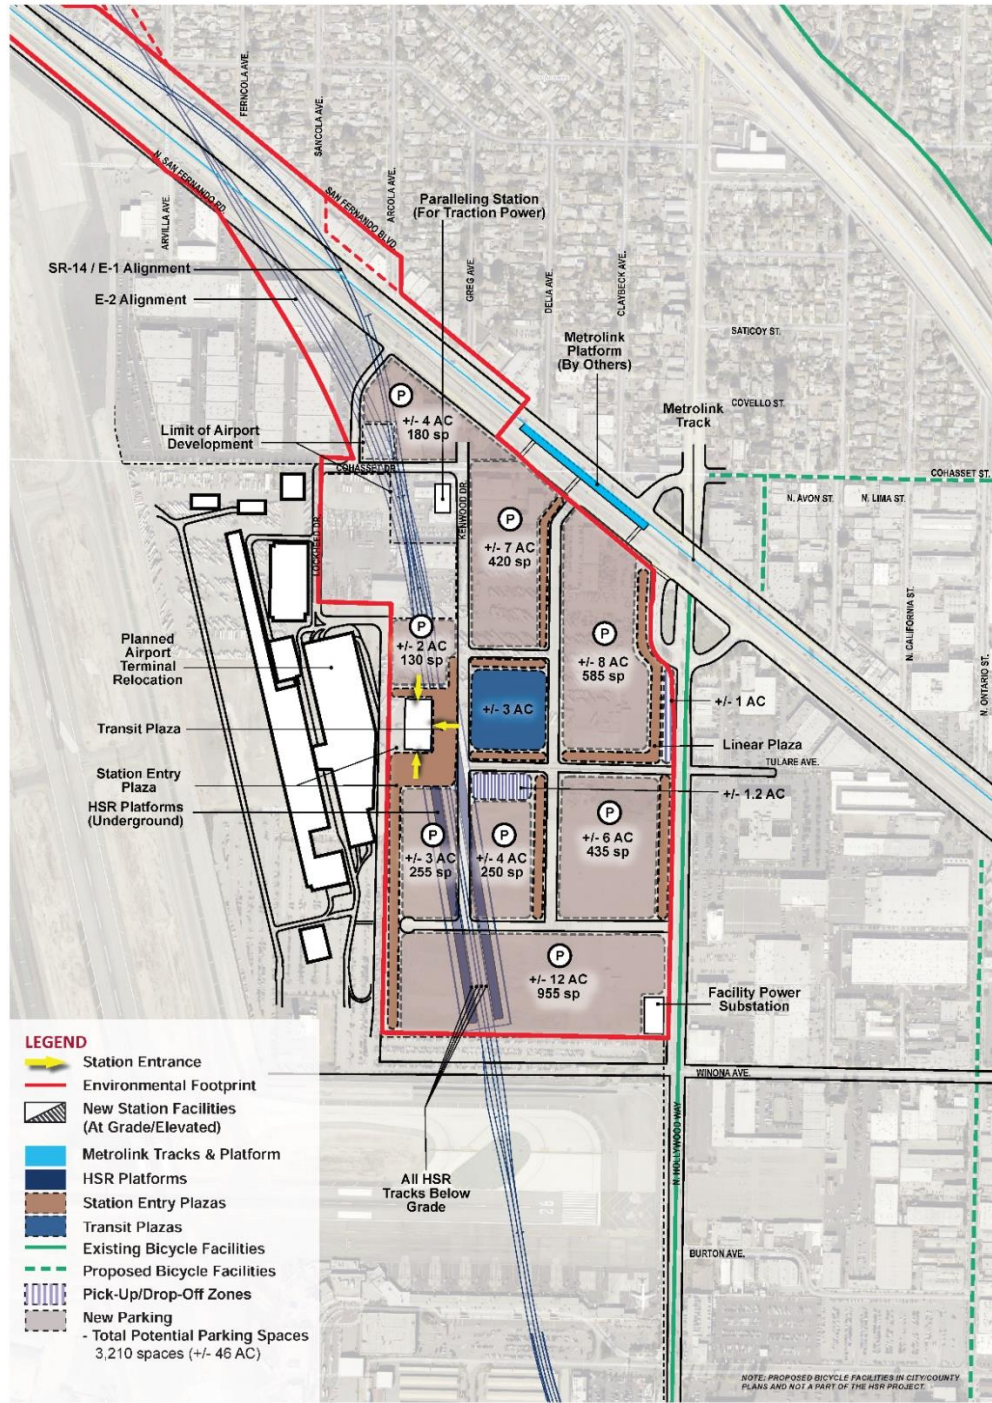 FERNCOLA AVE.
SANCOLA AVE.
ARCOLA AVE.
N. SAN FERNANDO RD
SAN FERNANDO BLVD
ARVILLA AVE.
Paralleling Station
(For Traction Power)
GREG AVE.
DELIA AVE.
CLAYBECK AVE.
SR-14 / E-1 Alignment
E-2 Alignment
SATICOY ST.
Metrolink
Platform
(By Others)
COVELLO ST.
Metrolink
Track
P
+/- 4 AC
180 sp
Limit of Airport
Development
COHASSET DR.
COHASSET ST.
KENWOOD DR
LOCKHEED DR
N. AVON ST.
N. LIMA ST.
P
+/- 7 AC
420 sp
N. CALIFORNIA ST.
N. ONTARIO ST.
P
+/- 2 AC
130 sp
P
+/- 8 AC
585 sp
Planned
Airport
Terminal
Relocation
+/- 3 AC
+/- 1 AC
Transit Plaza
Linear Plaza
TULARE AVE.
Station Entry
Plaza
+/- 1.2 AC
HSR Platforms
(Underground)
P
+/- 3 AC
255 sp
P
+/- 4 AC
250 sp
P
+/- 6 AC
435 sp
P
+/- 12 AC
955 sp
Facility Power
Substation
WINONA AVE.
N. HOLLYWOOD WAY
All HSR
Tracks Below
Grade
26
BURTON AVE.
LEGEND
Station Entrance
Environmental Footprint
New Station Facilities
(At Grade/Elevated)
Metrolink Tracks & Platform
HSR Platforms
Station Entry Plazas
Transit Plazas
Existing Bicycle Facilities
Proposed Bicycle Facilities
Pick-Up/Drop-Off Zones
New Parking
- Total Potential Parking Spaces
3,210 spaces (+/- 46 AC)
NOTE: PROPOSED BICYCLE FACILITIES IN CITY/COUNTY
PLANS AND NOT A PART OF THE HSR PROJECT.